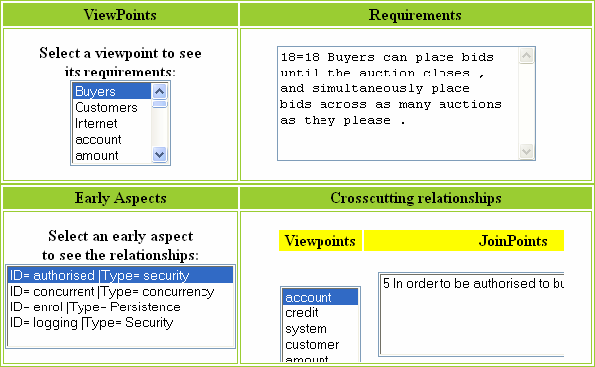 ViewPoints
Requirements
Select a viewpoint to see
its requirements:
Buyers
Customers
Internet
account
amount
18=18 Buyers can place bids
until the auction closes ,
and simultaneously place
bids across as many auctions
as they please .
Early Aspects
Crosscutting relationships
Select an early aspect
to see the relationships:
ID= authorised |Type= security
ID= concurrent |Type= concurrency
ID= enrol |Type= Persistence
ID= logging |Type= Security
Viewpoints
JoinPoints
account
credit
system
customer
amount
5 In order to be authorised to bu